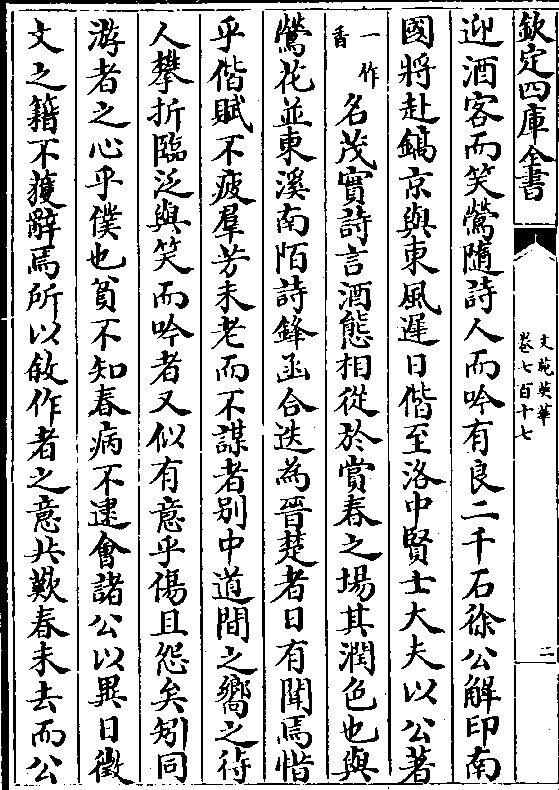 欽定四庫全書
文苑英華
卷七百十七
二
迎酒客而笑鶯隨詩人而吟有良二千石徐公解印南
國將赴鎬京與東風遲日偕至洛中賢士大夫以公著
一作
香
名茂實詩言酒態相從於賞春之場其潤色也與
鶯花並東溪南陌詩鋒函合迭為晉楚者日有聞焉惜
乎偕賦不疲羣芳未老而不謀者别中道間之嚮之待
人攀折臨泛與笑而吟者又似有意乎傷且怨矣矧同
游者之心乎僕也貧不知春病不逮會諸公以異日徵
文之籍不獲辭焉所以敘作者之意共歎春未去而公